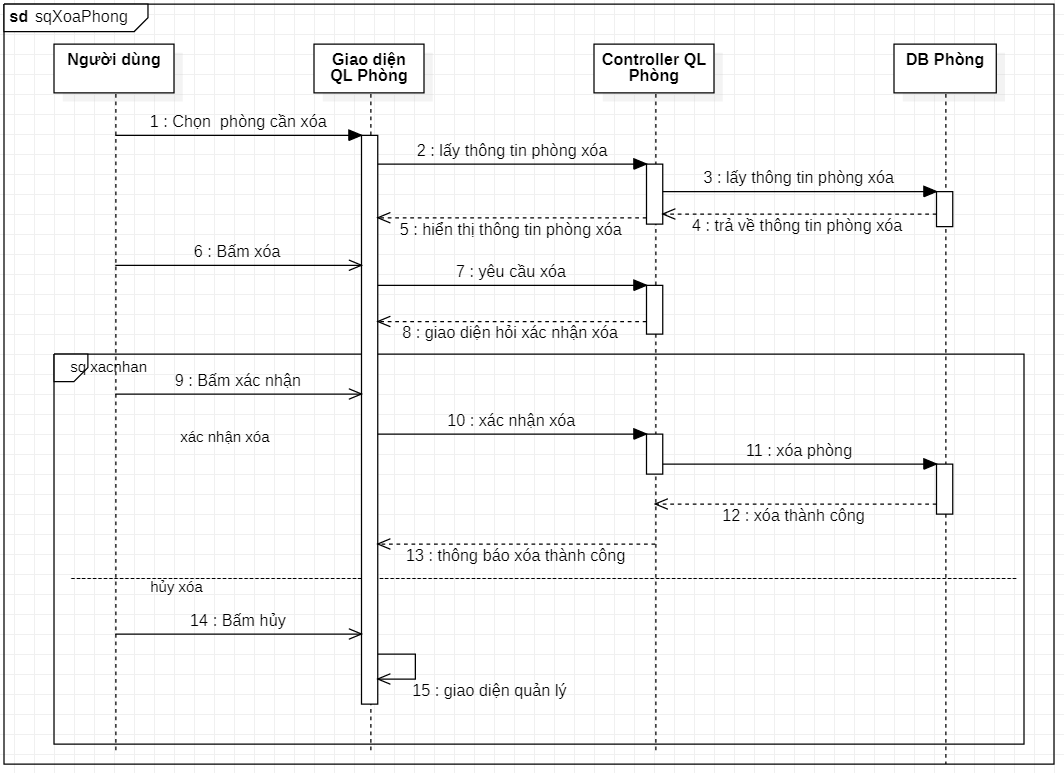 sd sqXoaPhong
Người dùng
Giao diện
QL Phòng
Controller QL
Phòng
DB Phòng
1 : Chọn  phòng cần xóa
2 : lấy thông tin phòng xóa
3 : lấy thông tin phòng xóa
4 : trả về thông tin phòng xóa
5 : hiển thị thông tin phòng xóa
6 : Bấm xóa
7 : yêu cầu xóa
8 : giao diện hỏi xác nhận xóa
sq xacnhan
9 : Bấm xác nhận
10 : xác nhận xóa
xác nhận xóa
11 : xóa phòng
12 : xóa thành công
13 : thông báo xóa thành công
hủy xóa
14 : Bấm hủy
15 : giao diện quản lý